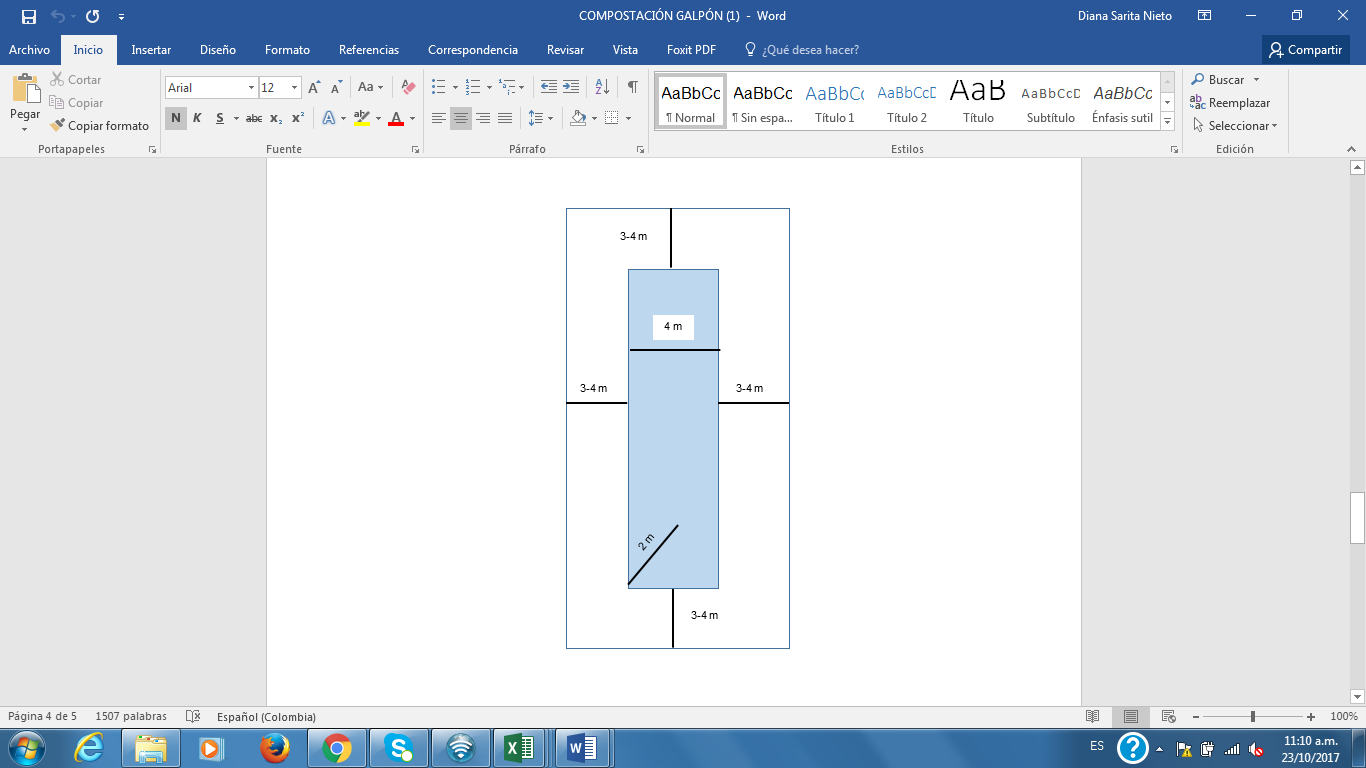 COMPOSTACIÓN GALPÓN (1) - Word
Diana Sarita Nieto
Archivo Inicio Insertar Diseño Formato Referencias Correspondencia Revisar Vista Foxit PDF ¿Qué desea hacer? Compartir
Pegar
Cortar
Copiar
Copiar formato
Portapapeles
Arial 12
N K S abc x₂ x²
Fuente
Párrafo
AaBbCc AaBbCc AaBbCc AaBbCcD AaB AaBbCcD AaBbCc
¶ Normal ¶ Sin espa... Título 1 Título 2 Título Subtítulo Énfasis sutil
Estilos
Buscar
Reemplazar
Seleccionar
Edición
3-4 m
4 m
3-4 m 3-4 m
2 m
3-4 m
Página 4 de 5 1507 palabras Español (Colombia) 100%
ES 11:10 a.m.
23/10/2017